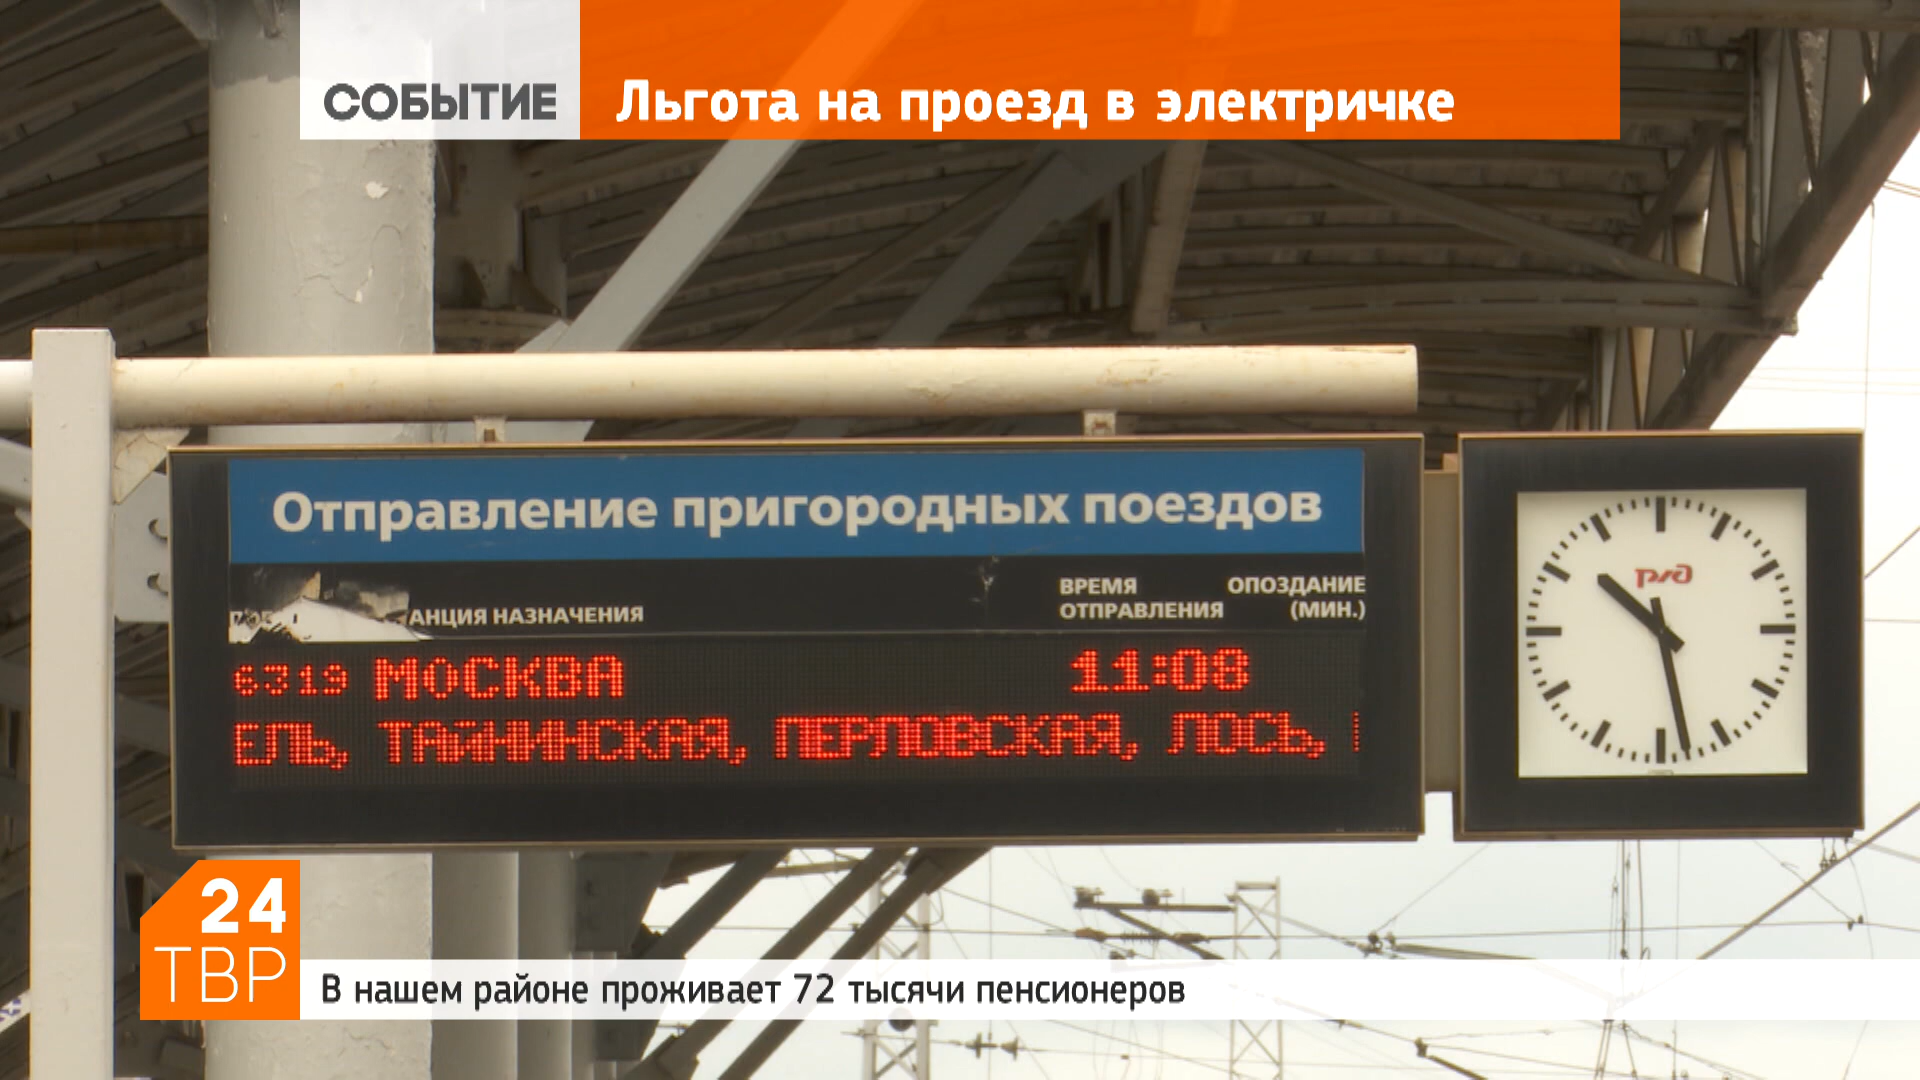 СОБЫТИЕ
Льгота на проезд в электричке
Отправление пригородных поездов
АНЦИЯ НАЗНАЧЕНИЯ
ВРЕМЯ
ОТПРАВЛЕНИЯ
ОПОЗДАНИЕ
(МИН.)
6319 МОСКВА 11:08
ЕЛЬ, ТАЙНИНСКАЯ, ПЕРЛОВСКАЯ, ЛОСЬ,
ржд
24
ТВР
В нашем районе проживает 72 тысячи пенсионеров